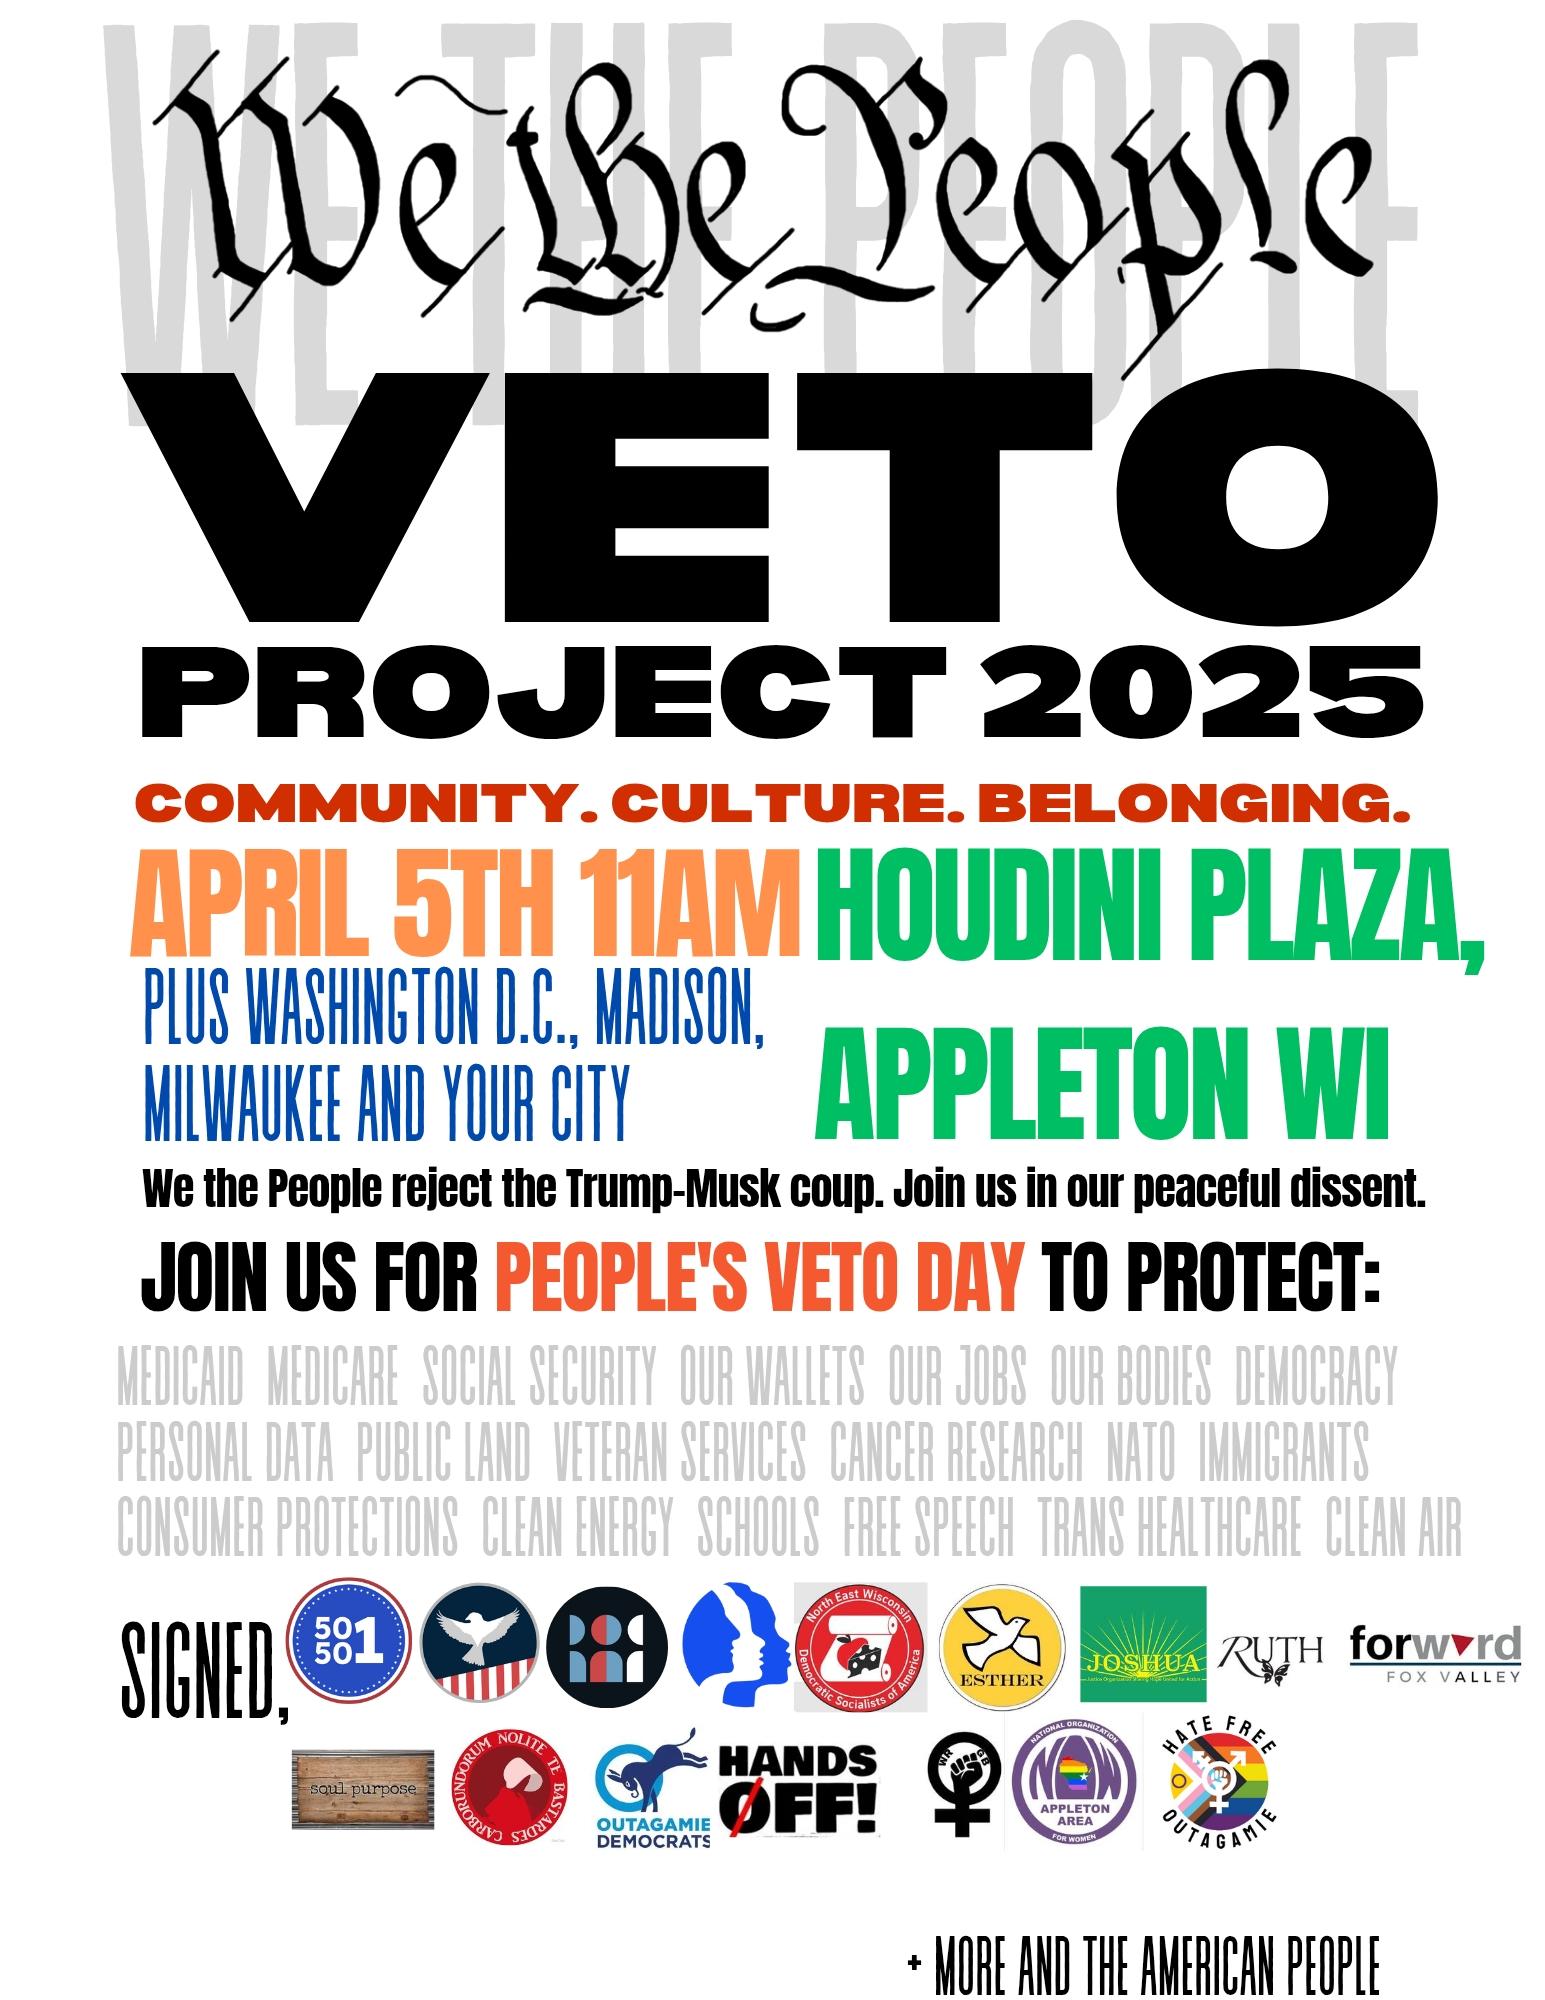 WE THE PEOPLE
We the People
VETO
PROJECT 2025
COMMUNITY. CULTURE. BELONGING.
APRIL 5TH 11AM
PLUS WASHINGTON D.C., MADISON,
MILWAUKEE AND YOUR CITY
HOUDINI PLAZA,
APPLETON WI
We the People reject the Trump-Musk coup. Join us in our peaceful dissent.
JOIN US FOR PEOPLE'S VETO DAY TO PROTECT:
MEDICAID MEDICARE SOCIAL SECURITY OUR WALLETS OUR JOBS OUR BODIES DEMOCRACY
PERSONAL DATA PUBLIC LAND VETERAN SERVICES CANCER RESEARCH NATO IMMIGRANTS
CONSUMER PROTECTIONS CLEAN ENERGY SCHOOLS FREE SPEECH TRANS HEALTHCARE CLEAN AIR
SIGNED,
50
50
1
North East Wisconsin
Democratic Socialists of America
ESTHER
JOSHUA
RUTH
forward
FOX VALLEY
soul purpose
NOLITE TE BASTARDES CARBORUNDORUM
OUTAGAMIE
DEMOCRATS
HANDS
OFF!
WR GB
NATIONAL ORGANIZATION
NOW
APPLETON
AREA
FOR WOMEN
HATE FREE
OUTAGAMIE
+ MORE AND THE AMERICAN PEOPLE